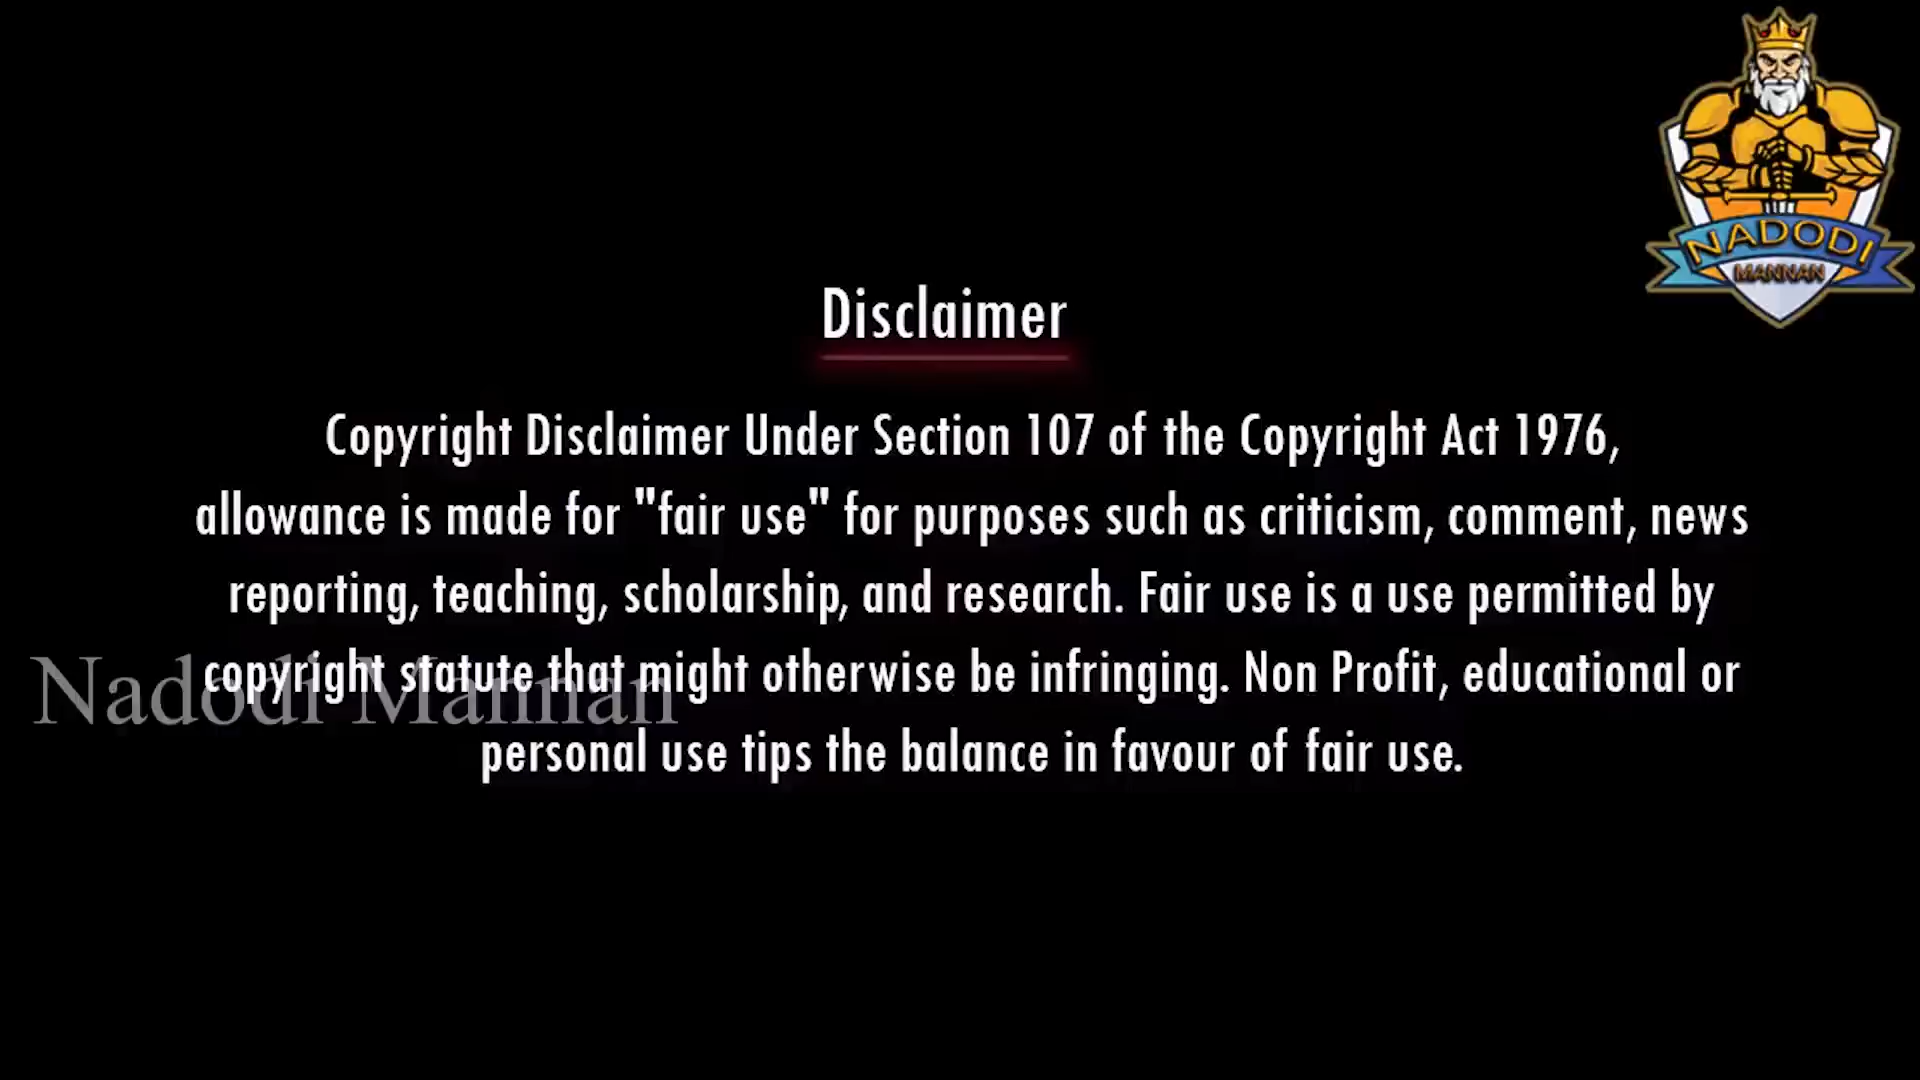 NADODI
MANNAN
Disclaimer
Copyright Disclaimer Under Section 107 of the Copyright Act 1976,
allowance is made for "fair use" for purposes such as criticism, comment, news
reporting, teaching, scholarship, and research. Fair use is a use permitted by
copyright statute that might otherwise be infringing. Non Profit, educational or
personal use tips the balance in favour of fair use.
Nadodi Mannan